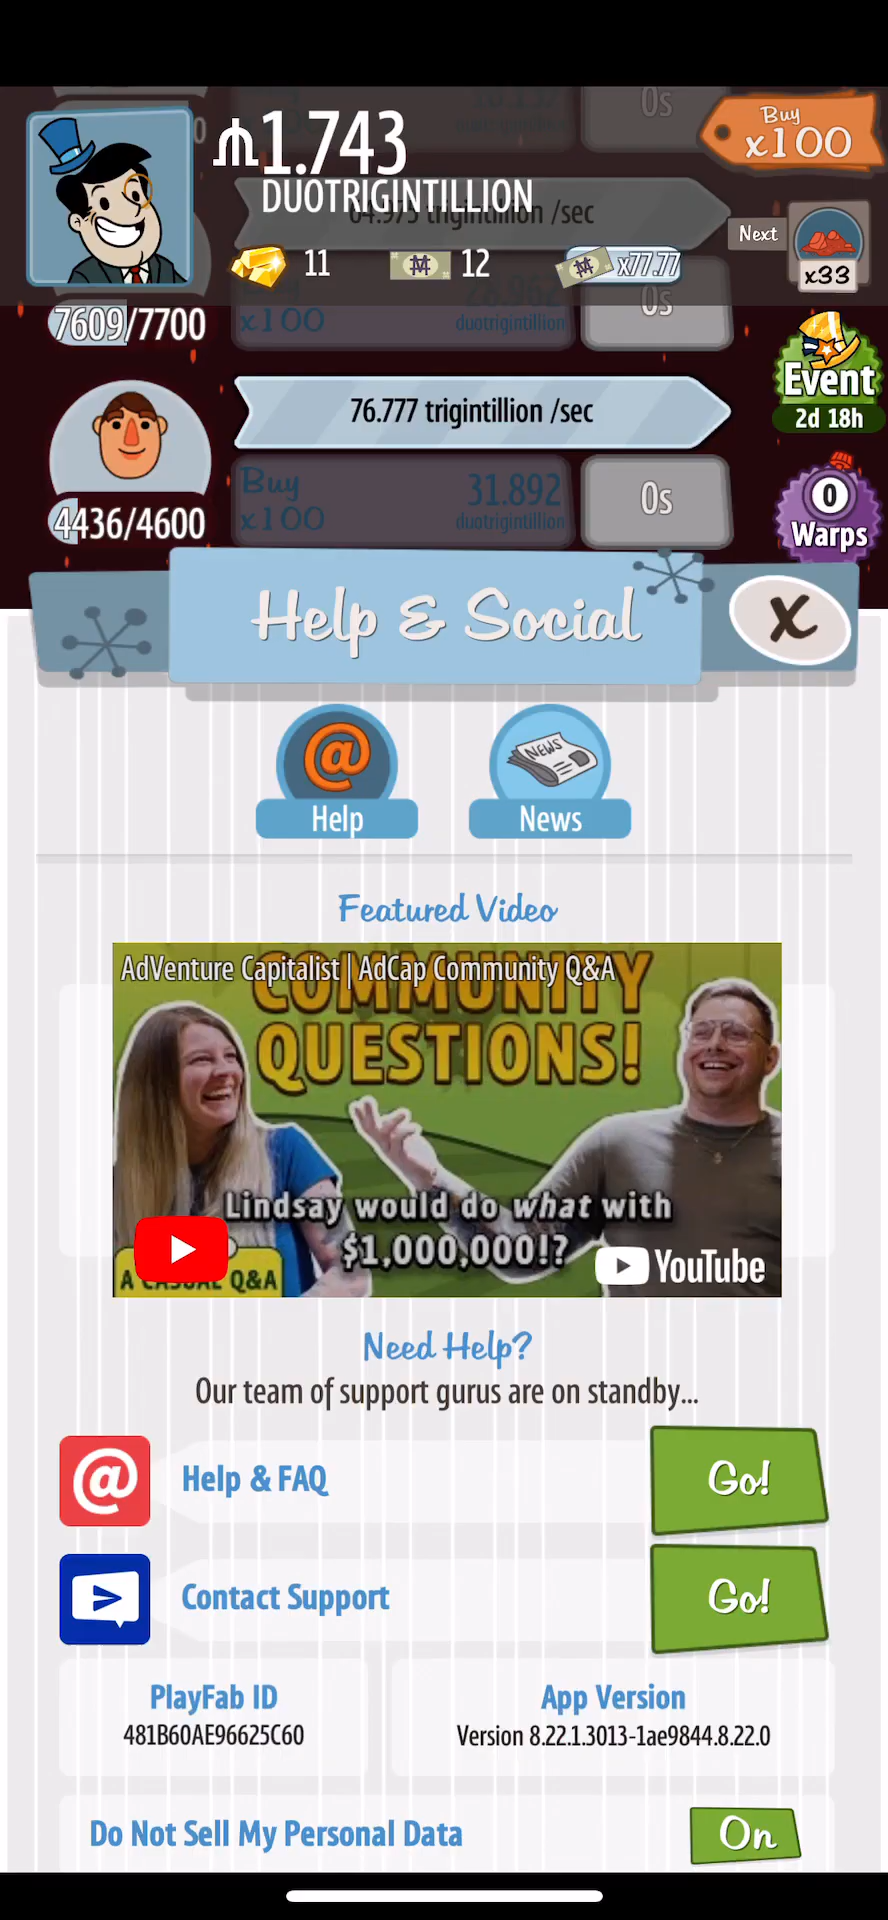 1.743
DUOTRIGINTILLION
Buy
x100
0s
/sec
Next
x33
11
12
x77.77
7609/7700
x100
duotrigintillion
0s
Event
2d 18h
76.777 trigintillion /sec
4436/4600
Buy
x100
31.892
duotrigintillion
0s
0
Warps
Help & Social
X
@
Help
NEWS
News
Featured Video
AdVenture Capitalist | AdCap Community Q&A
COMMUNITY
QUESTIONS!
Lindsay would do what with
$1,000,000!?
A CASUAL Q&A
YouTube
Need Help?
Our team of support gurus are on standby...
@
Help & FAQ
Go!
Contact Support
Go!
PlayFab ID
481B60AE96625C60
App Version
Version 8.22.1.3013-1ae9844.8.22.0
Do Not Sell My Personal Data
On